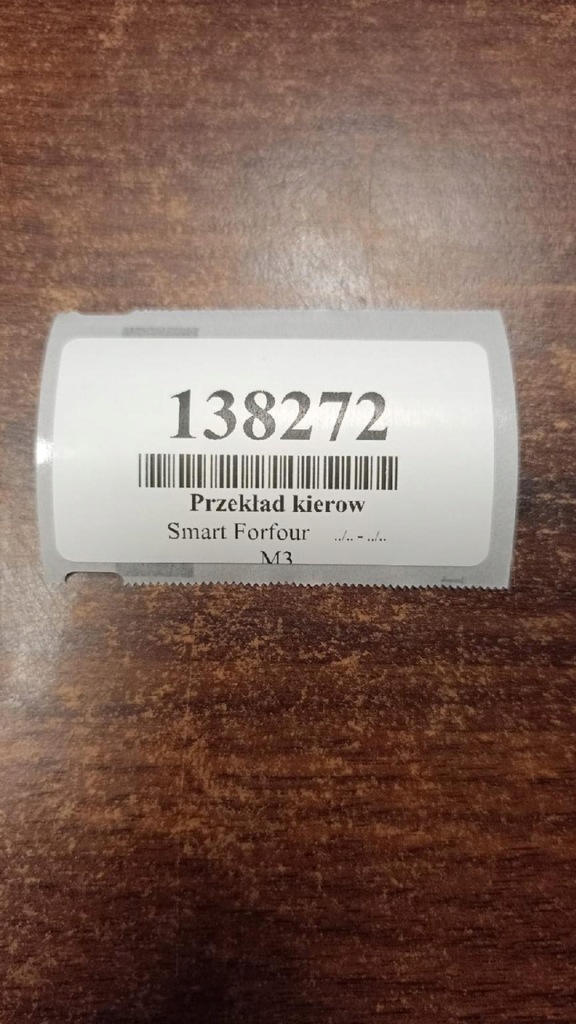 138272
Przekład kierow
Smart Forfour ../.. - ../..
M3